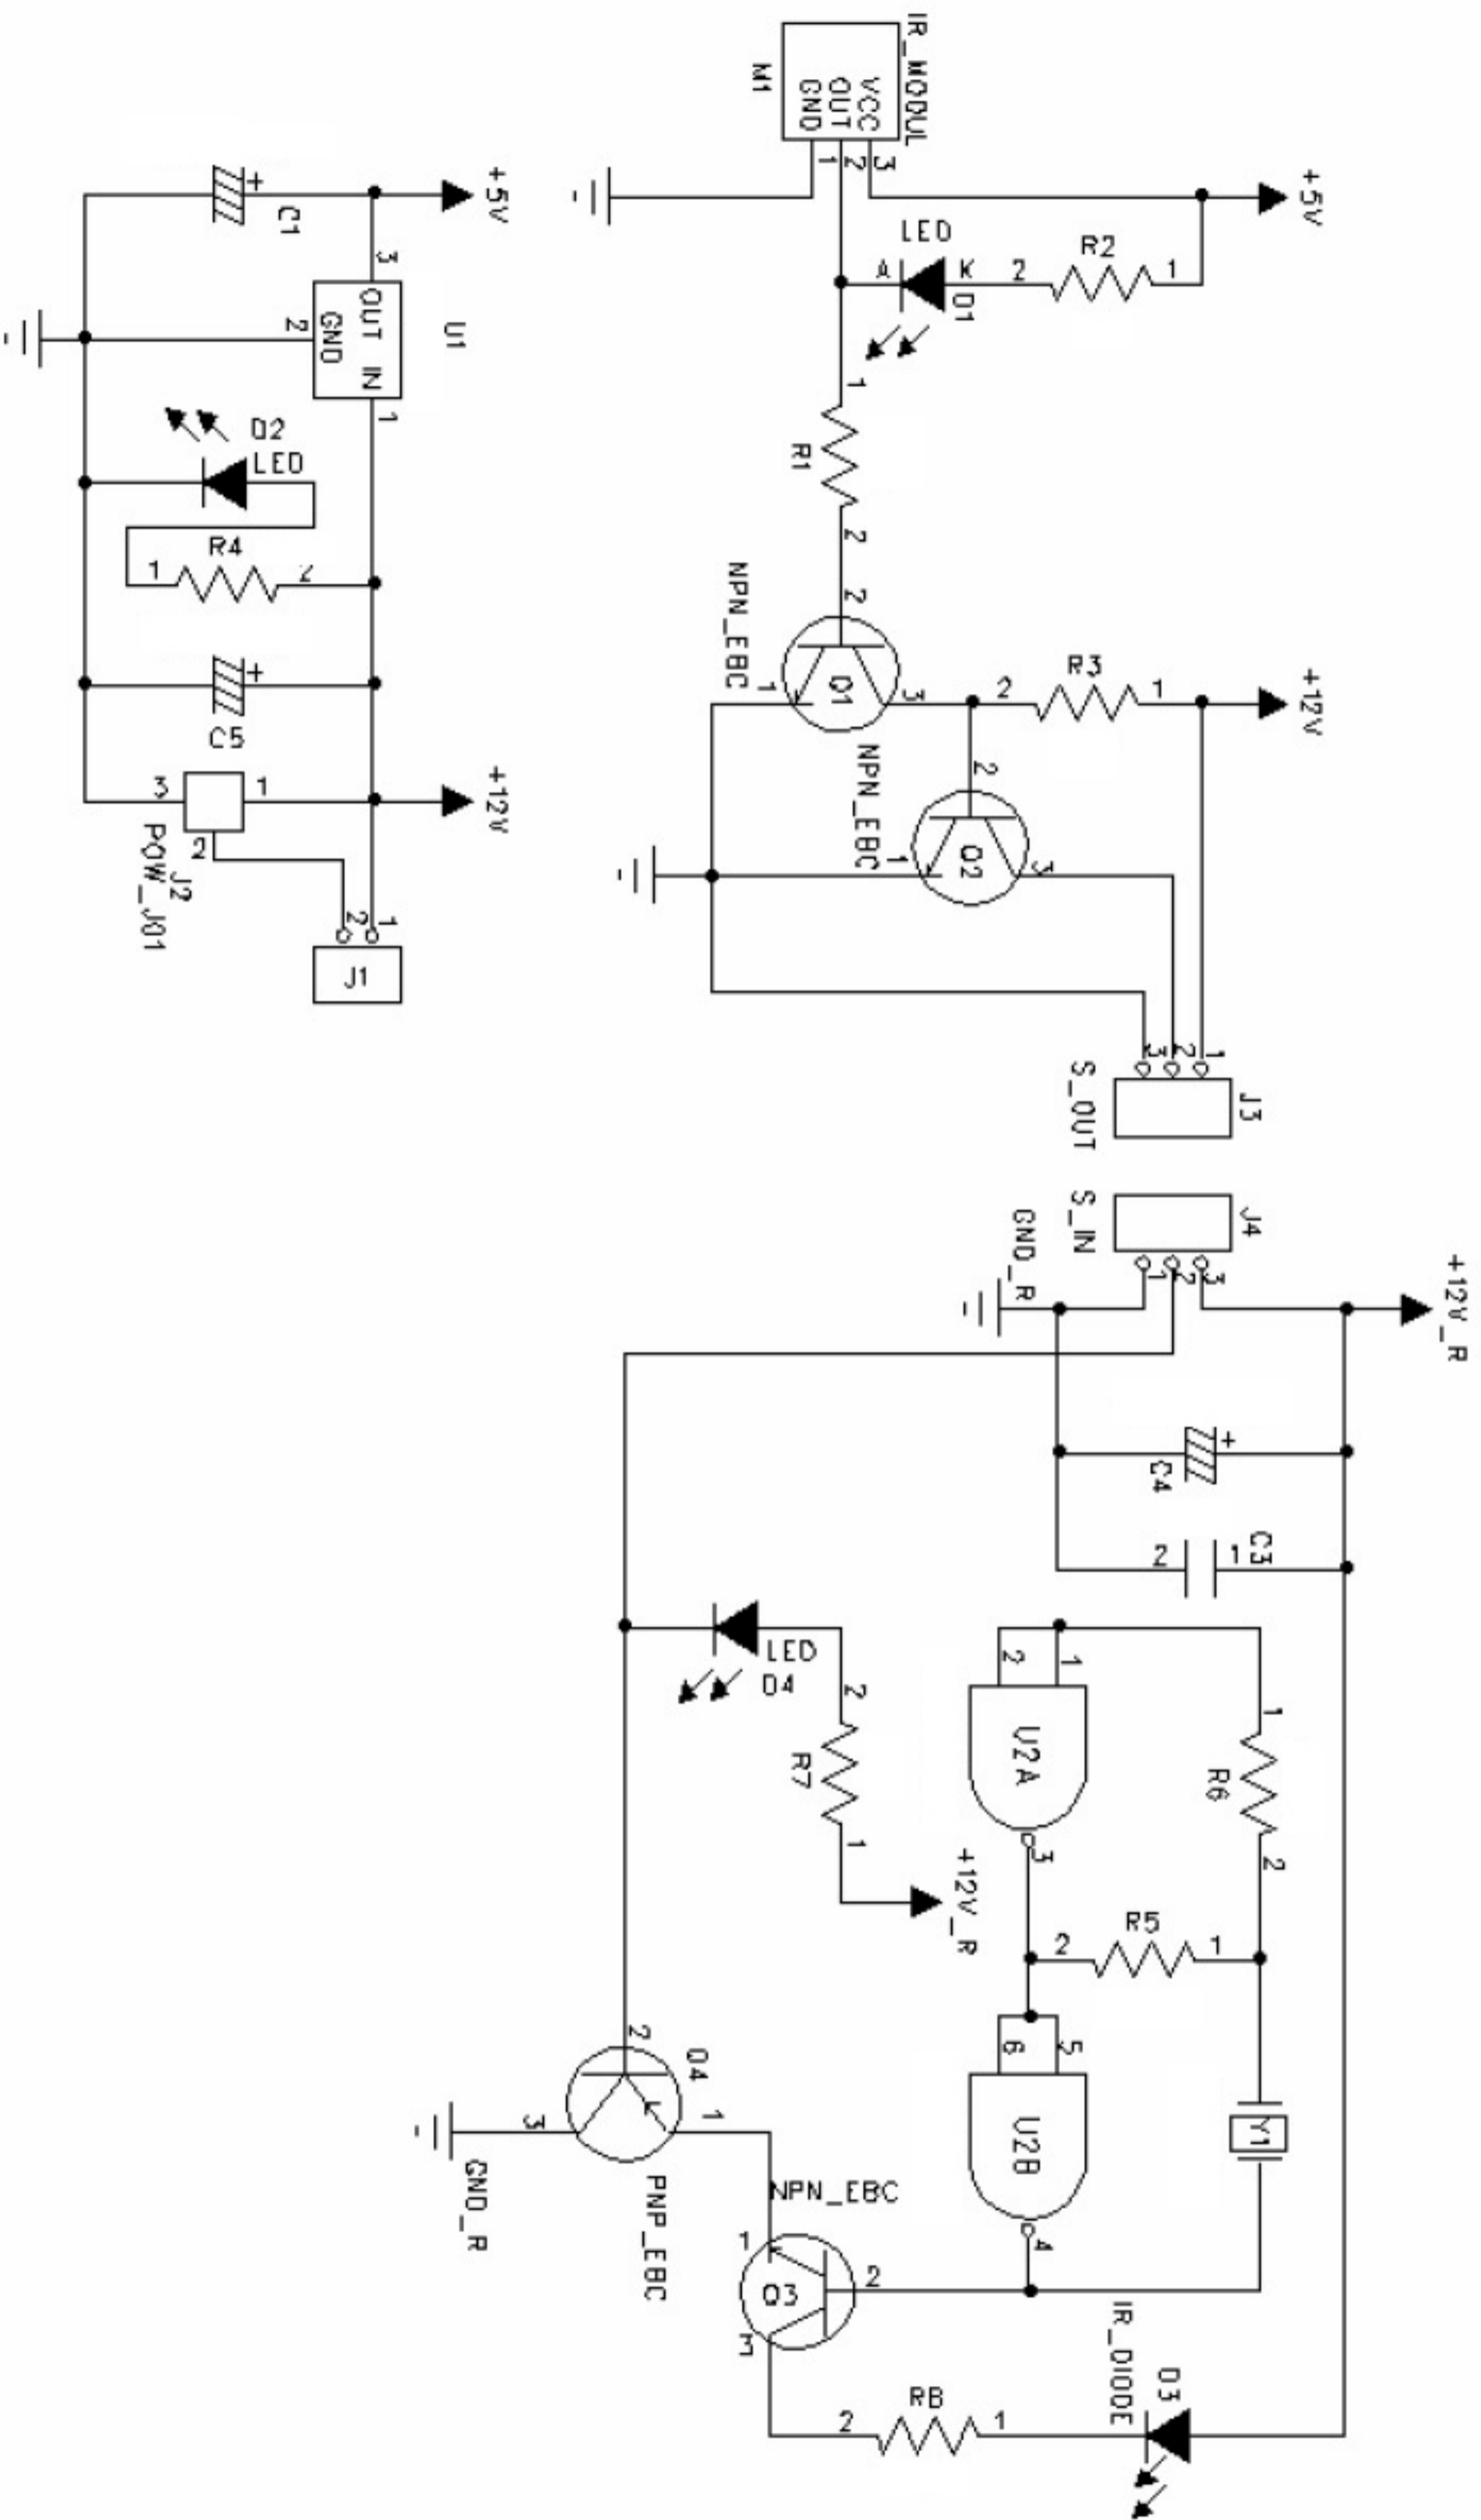 IR_MODUL
VCC
OUT
GND
M1
3
2
1
+5V
LED
A
K
D1
2
R2
1
1
R1
2
NPN_EBC
2
1
Q1
3
2
R3
1
+12V
NPN_EBC
2
1
Q2
3
3
2
1
S_OUT
J3
+5V
+
C1
3
OUT
IN
GND
2
U1
1
D2
LED
R4
1
2
+
C5
3
1
2
J2
POW_J01
+12V
2
1
J1
S_IN
J4
1
2
3
GND_R
+12V_R
+
C4
2
1
C3
LED
D4
2
R7
1
+12V_R
2
1
U2A
3
1
R6
2
2
R5
1
6
5
U2B
4
Y1
2
Q4
1
3
GND_R
PNP_EBC
NPN_EBC
1
Q3
2
3
IR_DIODE
D3
2
R8
1